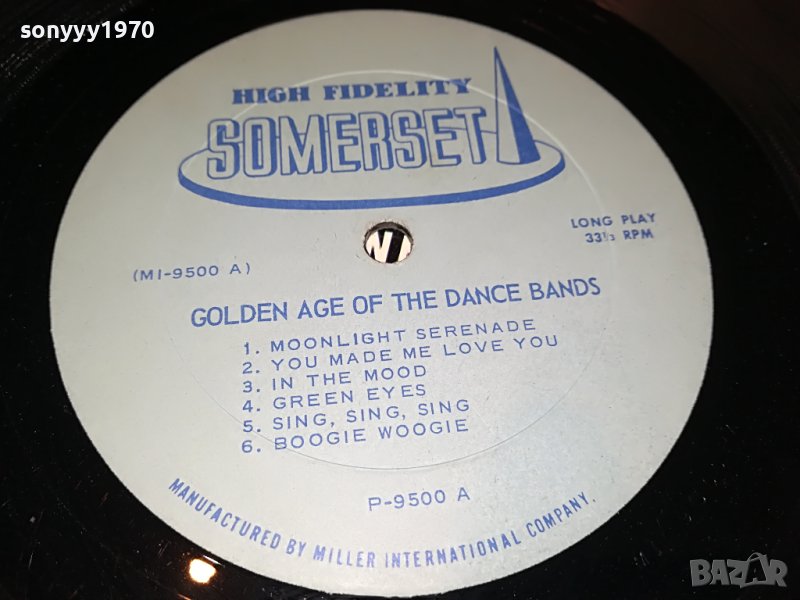 sonyyy1970
HIGH FIDELITY
SOMERSET
LONG PLAY
33⅓ RPM
(MI-9500 A)
GOLDEN AGE OF THE DANCE BANDS
1. MOONLIGHT SERENADE
2. YOU MADE ME LOVE YOU
3. IN THE MOOD
4. GREEN EYES
5. SING, SING, SING
6. BOOGIE WOOGIE
P-9500 A
MANUFACTURED BY MILLER INTERNATIONAL COMPANY.
BAZAR